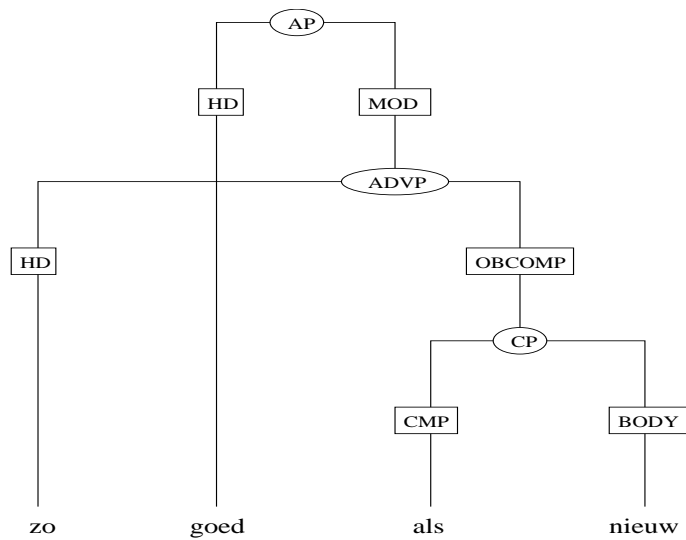 AP
HD MOD
ADVP
HD OBCOMP
CP
CMP BODY
zo goed als nieuw